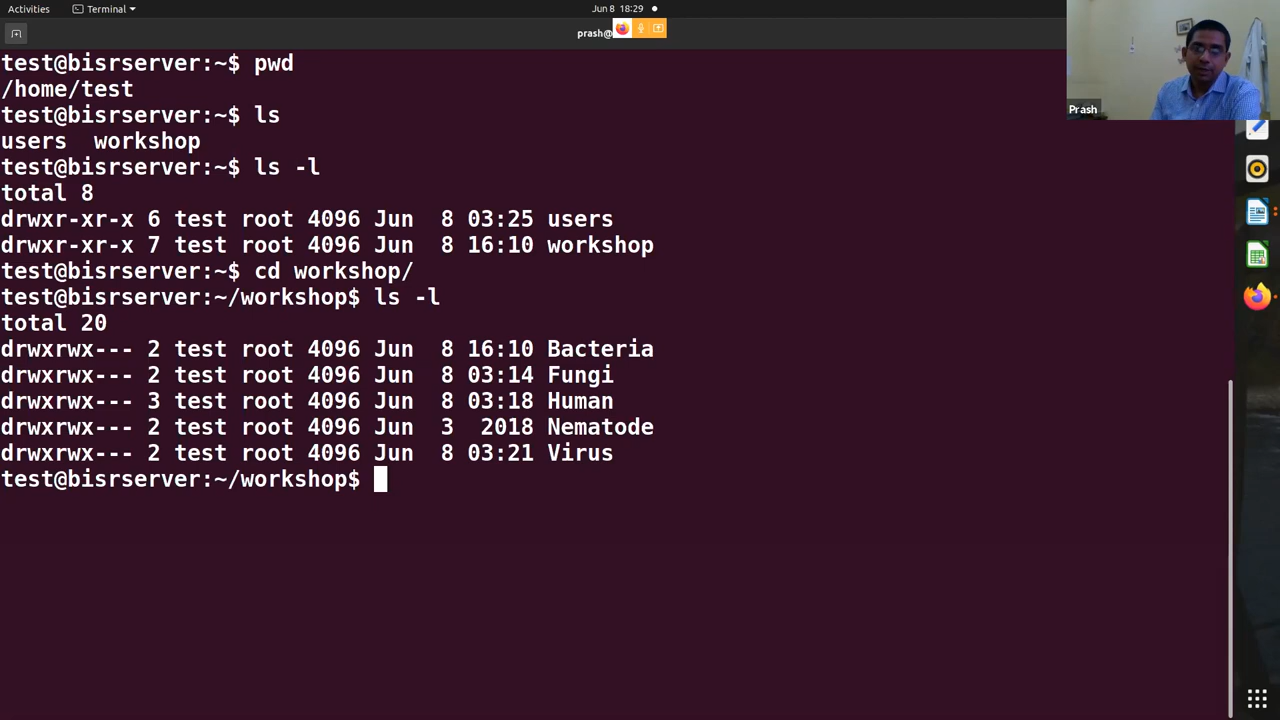 Activities Terminal Jun 8 18:29
prash@
test@bisrserver:~$ pwd
/home/test
test@bisrserver:~$ ls
users workshop
test@bisrserver:~$ ls -l
total 8
drwxr-xr-x 6 test root 4096 Jun 8 03:25 users
drwxr-xr-x 7 test root 4096 Jun 8 16:10 workshop
test@bisrserver:~$ cd workshop/
test@bisrserver:~/workshop$ ls -l
total 20
drwxrwx--- 2 test root 4096 Jun 8 16:10 Bacteria
drwxrwx--- 2 test root 4096 Jun 8 03:14 Fungi
drwxrwx--- 3 test root 4096 Jun 8 03:18 Human
drwxrwx--- 2 test root 4096 Jun 3 2018 Nematode
drwxrwx--- 2 test root 4096 Jun 8 03:21 Virus
test@bisrserver:~/workshop$
Prash